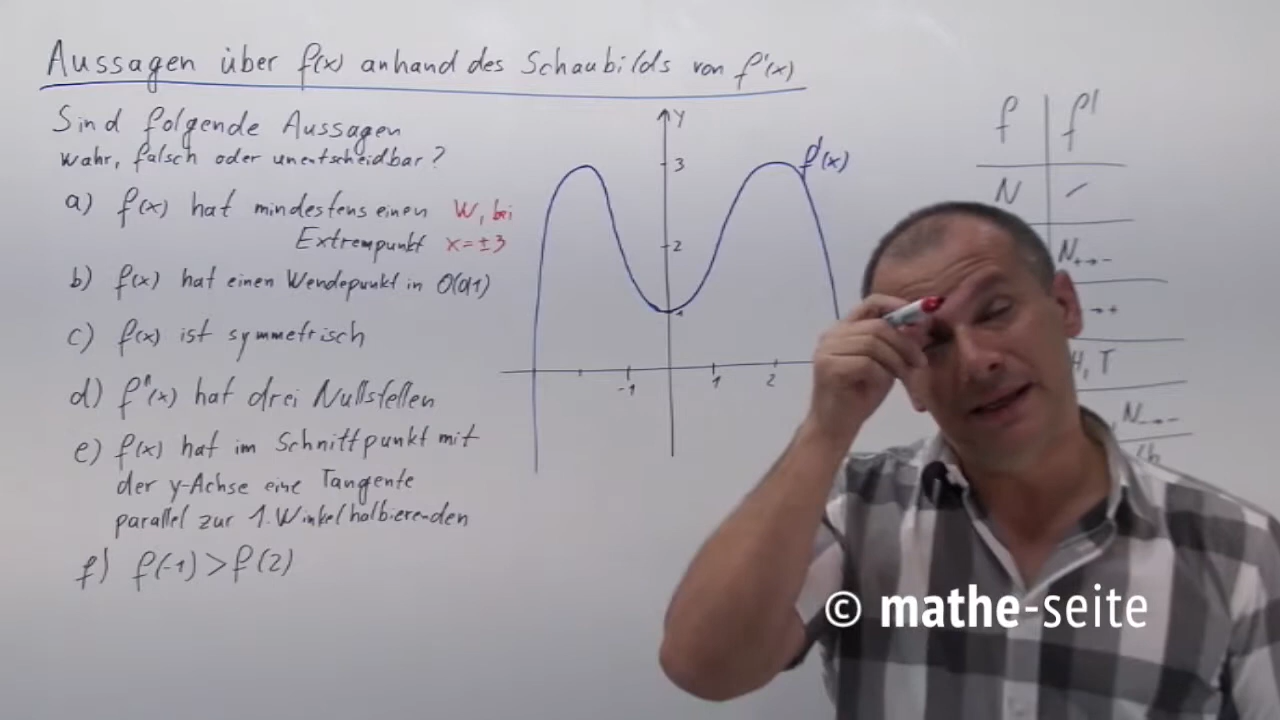 Aussagen über f(x) anhand des Schaubilds von f'(x)
Sind folgende Aussagen
wahr, falsch oder unentscheidbar?
a) f(x) hat mindestens einen W, bei
Extrempunkt x=±3
b) f(x) hat einen Wendepunkt in O(0|1)
c) f(x) ist symmetrisch
d) f"(x) hat drei Nullstellen
e) f(x) hat im Schnittpunkt mit
der y-Achse eine Tangente
parallel zur 1. Winkelhalbierenden
f) f(-1) > f(2)
y
3
2
1
-1 1 2
f'(x)
f f'
N
N+→-
→+
H, T
, N-→-
© mathe-seite